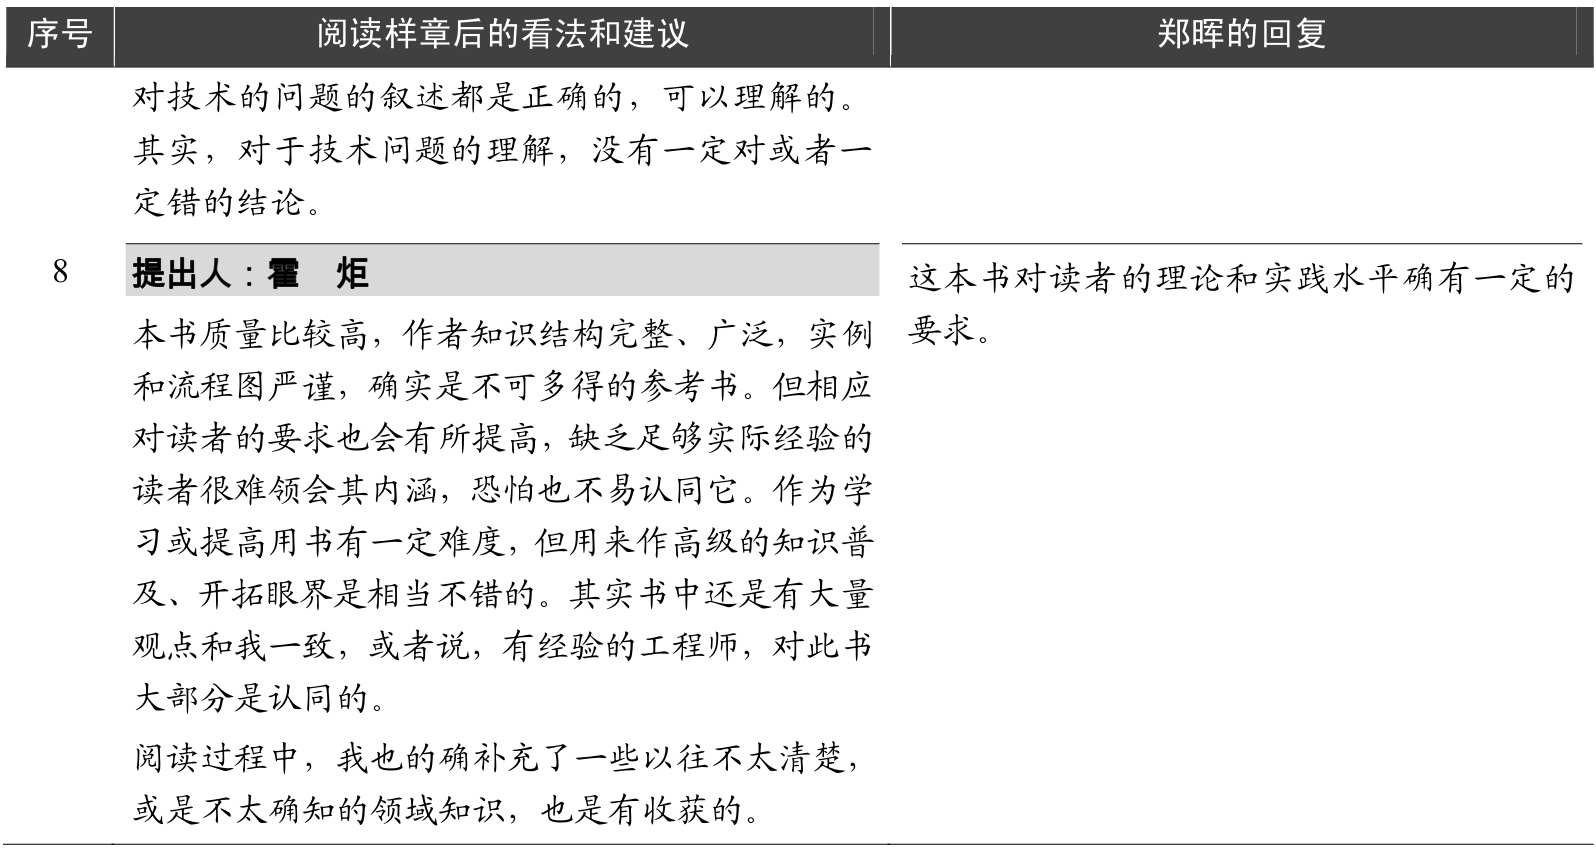 序号 阅读样章后的看法和建议 郑晖的回复
对技术的问题的叙述都是正确的，可以理解的。
其实，对于技术问题的理解，没有一定对或者一
定错的结论。
8 提出人：霍　炬
本书质量比较高，作者知识结构完整、广泛，实例
和流程图严谨，确实是不可多得的参考书。但相应
对读者的要求也会有所提高，缺乏足够实际经验的
读者很难领会其内涵，恐怕也不易认同它。作为学
习或提高用书有一定难度，但用来作高级的知识普
及、开拓眼界是相当不错的。其实书中还是有大量
观点和我一致，或者说，有经验的工程师，对此书
大部分是认同的。
阅读过程中，我也的确补充了一些以往不太清楚，
或是不太确知的领域知识，也是有收获的。
这本书对读者的理论和实践水平确有一定的
要求。